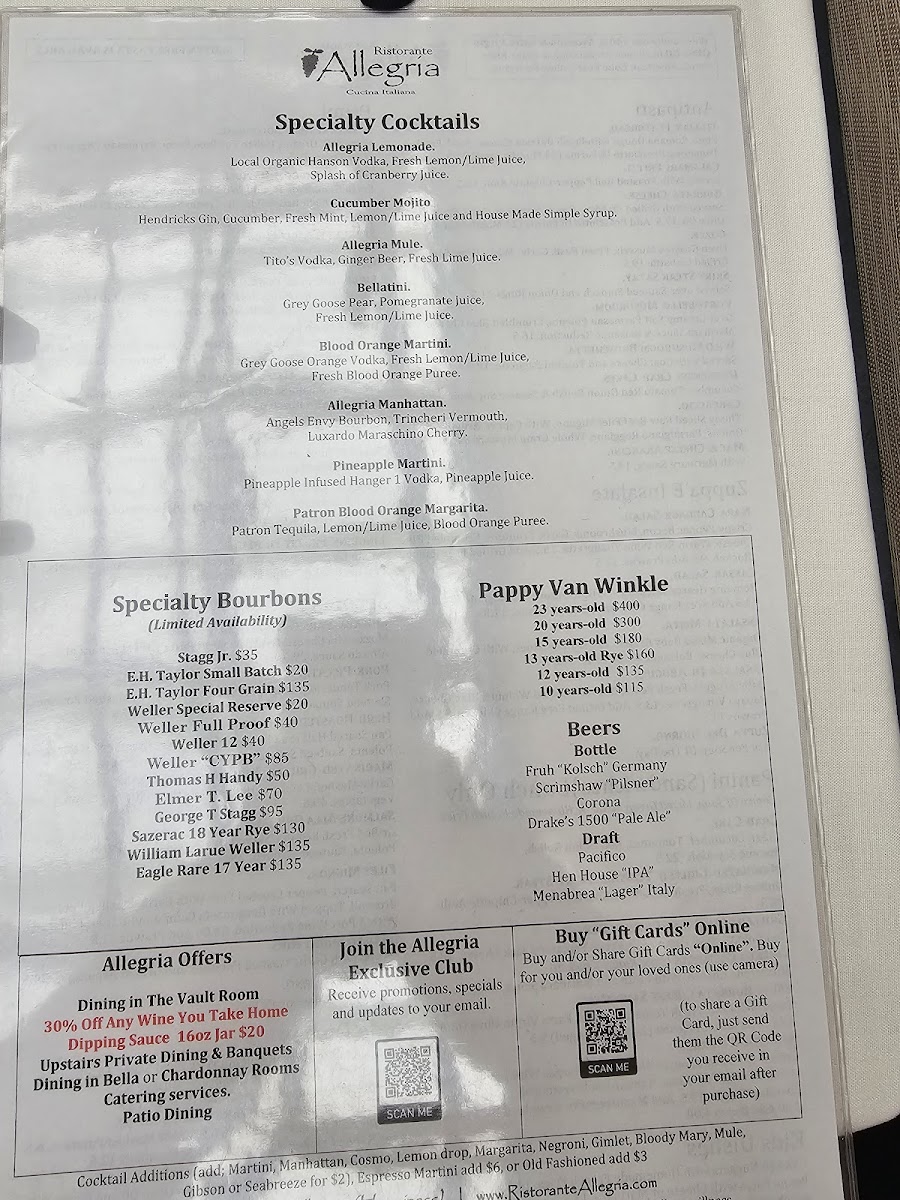 Ristorante
Allegria
Cucina Italiana
Specialty Cocktails
Allegria Lemonade.
Local Organic Hanson Vodka, Fresh Lemon/Lime Juice,
Splash of Cranberry Juice.
Cucumber Mojito
Hendricks Gin, Cucumber, Fresh Mint, Lemon/Lime Juice and House Made Simple Syrup.
Allegria Mule.
Tito's Vodka, Ginger Beer, Fresh Lime Juice.
Bellatini.
Grey Goose Pear, Pomegranate Juice,
Fresh Lemon/Lime Juice.
Blood Orange Martini.
Grey Goose Orange Vodka, Fresh Lemon/Lime Juice,
Fresh Blood Orange Puree.
Allegria Manhattan.
Angels Envy Bourbon, Trincheri Vermouth,
Luxardo Maraschino Cherry.
Pineapple Martini.
Pineapple Infused Hanger 1 Vodka, Pineapple Juice.
Patron Blood Orange Margarita.
Patron Tequila, Lemon/Lime Juice, Blood Orange Puree.
Specialty Bourbons
(Limited Availability)
Stagg Jr. $35
E.H. Taylor Small Batch $20
E.H. Taylor Four Grain $135
Weller Special Reserve $20
Weller Full Proof $40
Weller 12 $40
Weller "CYPB" $85
Thomas H Handy $50
Elmer T. Lee $70
George T Stagg $95
Sazerac 18 Year Rye $130
William Larue Weller $135
Eagle Rare 17 Year $135
Pappy Van Winkle
23 years-old $400
20 years-old $300
15 years-old $180
13 years-old Rye $160
12 years-old $135
10 years-old $115
Beers
Bottle
Fruh "Kolsch" Germany
Scrimshaw "Pilsner"
Corona
Drake's 1500 "Pale Ale"
Draft
Pacifico
Hen House "IPA"
Menabrea "Lager" Italy
Allegria Offers
Dining in The Vault Room
30% Off Any Wine You Take Home
Dipping Sauce 16oz Jar $20
Upstairs Private Dining & Banquets
Dining in Bella or Chardonnay Rooms
Catering services.
Patio Dining
Join the Allegria
Exclusive Club
Receive promotions, specials
and updates to your email.
SCAN ME
Buy "Gift Cards" Online
Buy and/or Share Gift Cards "Online". Buy
for you and/or your loved ones (use camera)
SCAN ME
(to share a Gift
Card, just send
them the QR Code
you receive in
your email after
purchase)
Cocktail Additions (add; Martini, Manhattan, Cosmo, Lemon drop, Margarita, Negroni, Gimlet, Bloody Mary, Mule,
Gibson or Seabreeze for $2), Espresso Martini add $6, or Old Fashioned add $3
www.RistoranteAllegria.com